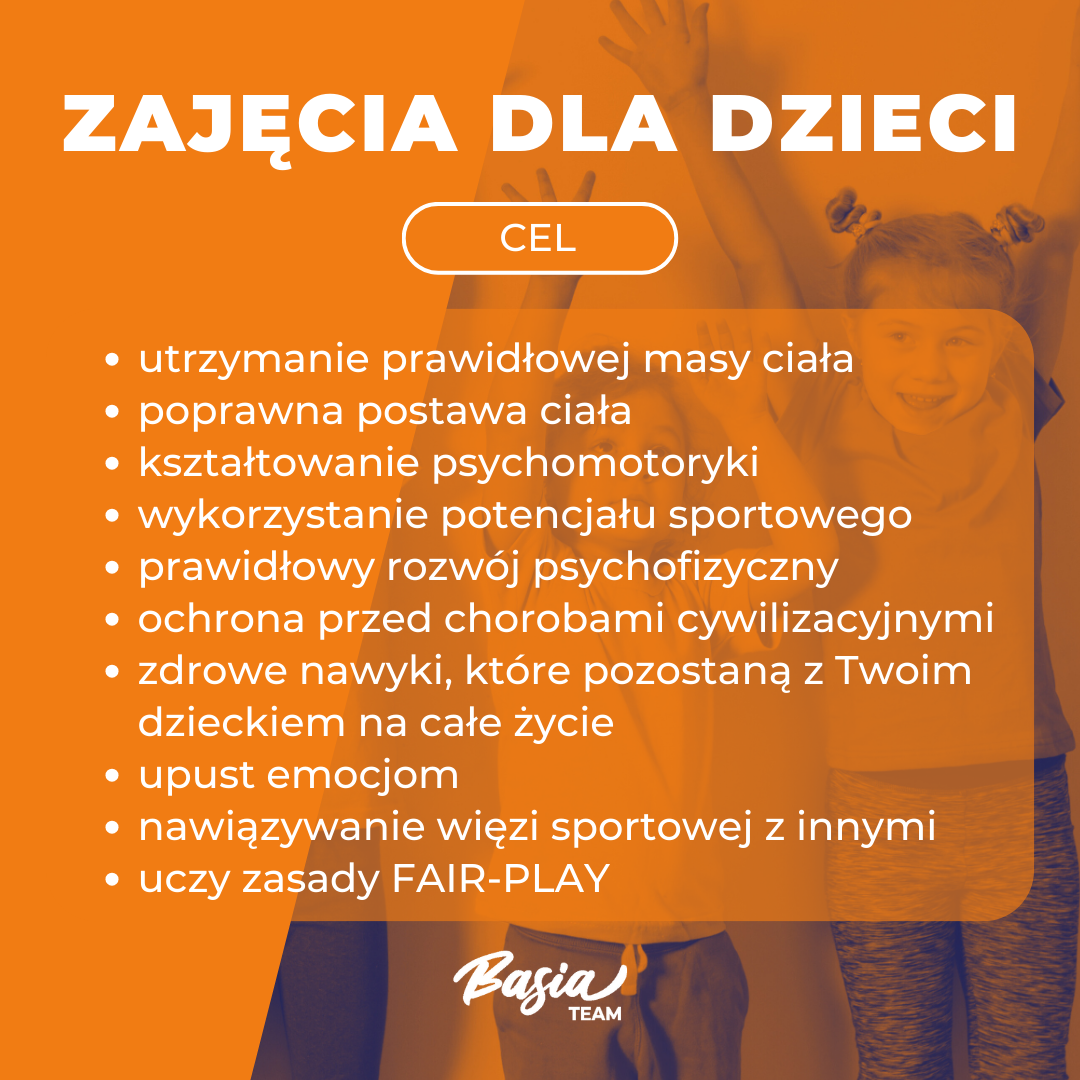 ZAJĘCIA DLA DZIECI
CEL
• utrzymanie prawidłowej masy ciała
• poprawna postawa ciała
• kształtowanie psychomotoryki
• wykorzystanie potencjału sportowego
• prawidłowy rozwój psychofizyczny
• ochrona przed chorobami cywilizacyjnymi
• zdrowe nawyki, które pozostaną z Twoim
dzieckiem na całe życie
• upust emocjom
• nawiązywanie więzi sportowej z innymi
• uczy zasady FAIR-PLAY
Basia
TEAM